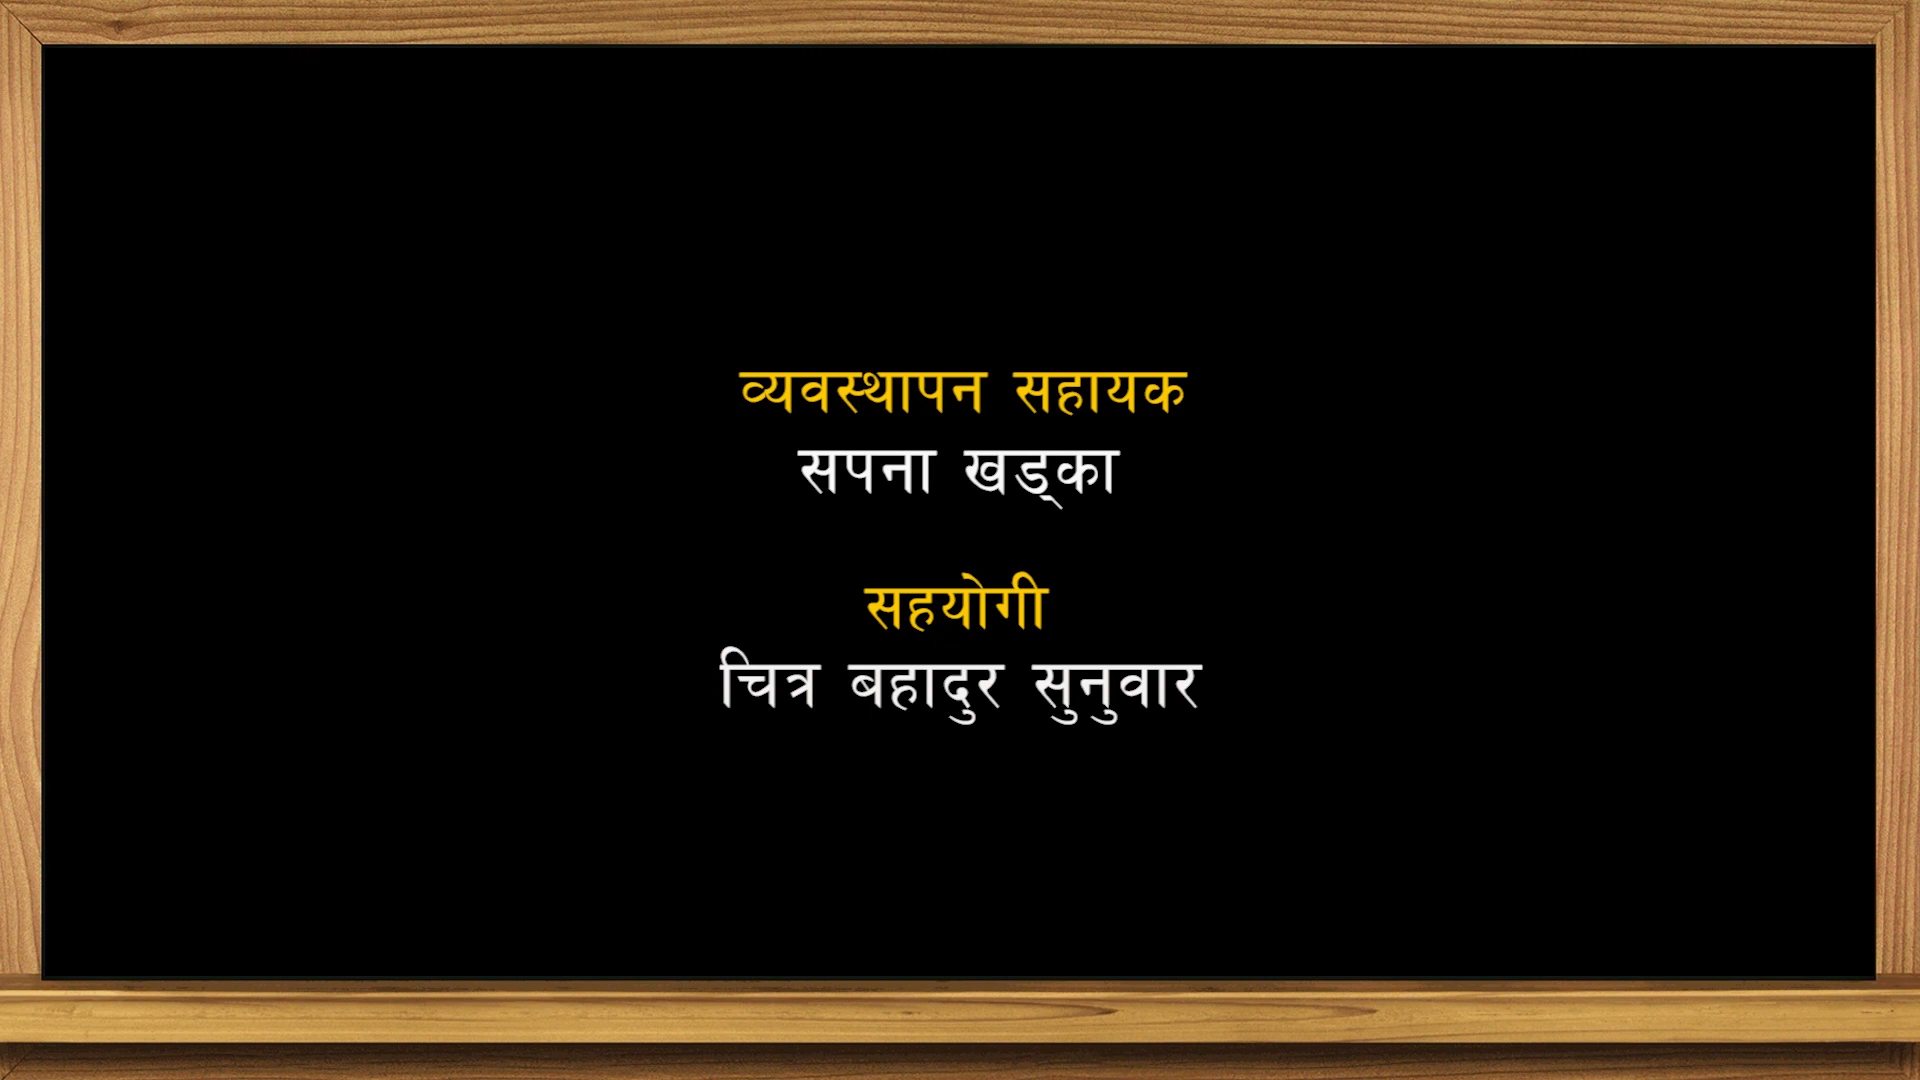 व्यवस्थापन सहायक
सपना खड्का
सहयोगी
चित्र बहादुर सुनुवार